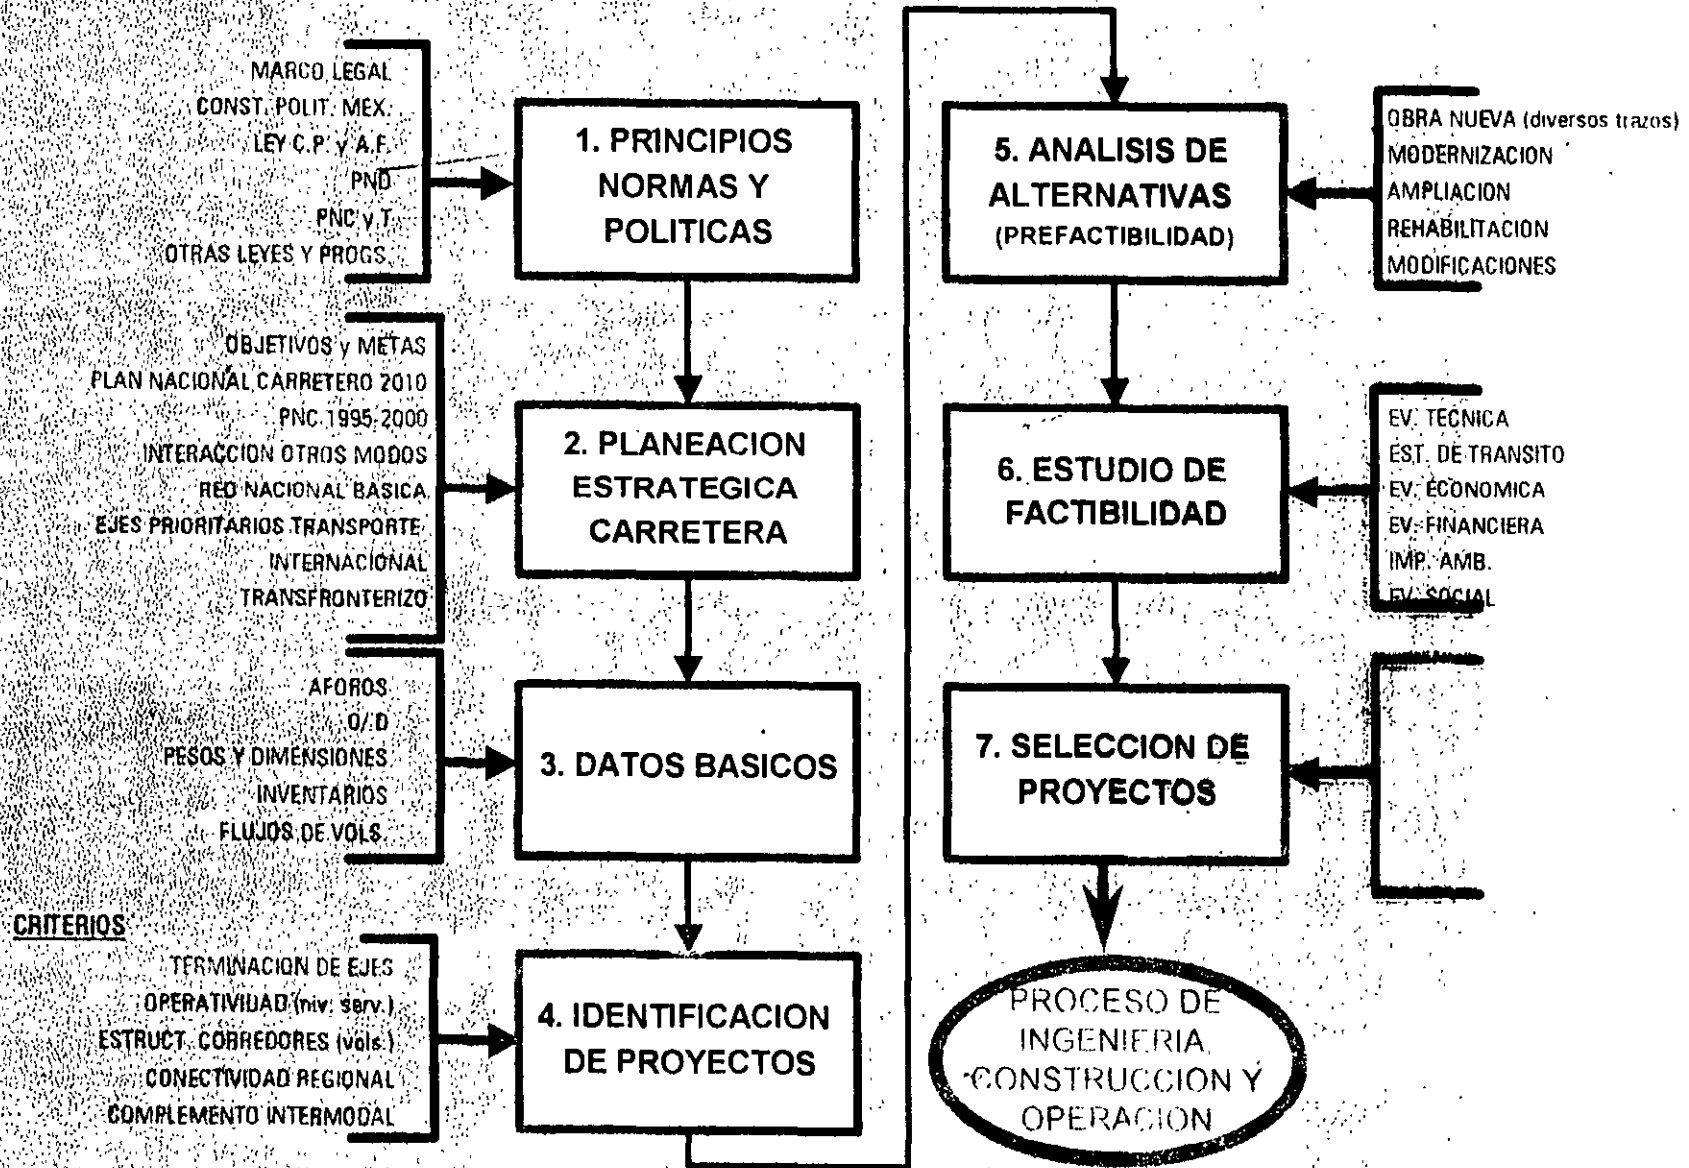 MARCO LEGAL
CONST. POLIT. MEX.
LEY C.P. y A.F.
PND
PNC y T
OTRAS LEYES Y PROGS.
1. PRINCIPIOS
NORMAS Y
POLITICAS
OBJETIVOS y METAS
PLAN NACIONAL CARRETERO 2010
PNC 1995-2000
INTERACCION OTROS MODOS
RED NACIONAL BASICA
EJES PRIORITARIOS TRANSPORTE
INTERNACIONAL
TRANSFRONTERIZO
2. PLANEACION
ESTRATEGICA
CARRETERA
AFOROS
O/D
PESOS Y DIMENSIONES
INVENTARIOS
FLUJOS DE VOLS.
3. DATOS BASICOS
CRITERIOS
TERMINACION DE EJES
OPERATIVIDAD (niv. serv.)
ESTRUCT. CORREDORES (vols.)
CONECTIVIDAD REGIONAL
COMPLEMENTO INTERMODAL
4. IDENTIFICACION
DE PROYECTOS
5. ANALISIS DE
ALTERNATIVAS
(PREFACTIBILIDAD)
OBRA NUEVA (diversos trazos)
MODERNIZACION
AMPLIACION
REHABILITACION
MODIFICACIONES
6. ESTUDIO DE
FACTIBILIDAD
EV. TECNICA
EST. DE TRANSITO
EV. ECONOMICA
EV. FINANCIERA
IMP. AMB.
EV. SOCIAL
7. SELECCION DE
PROYECTOS
PROCESO DE
INGENIERIA
CONSTRUCCION Y
OPERACION